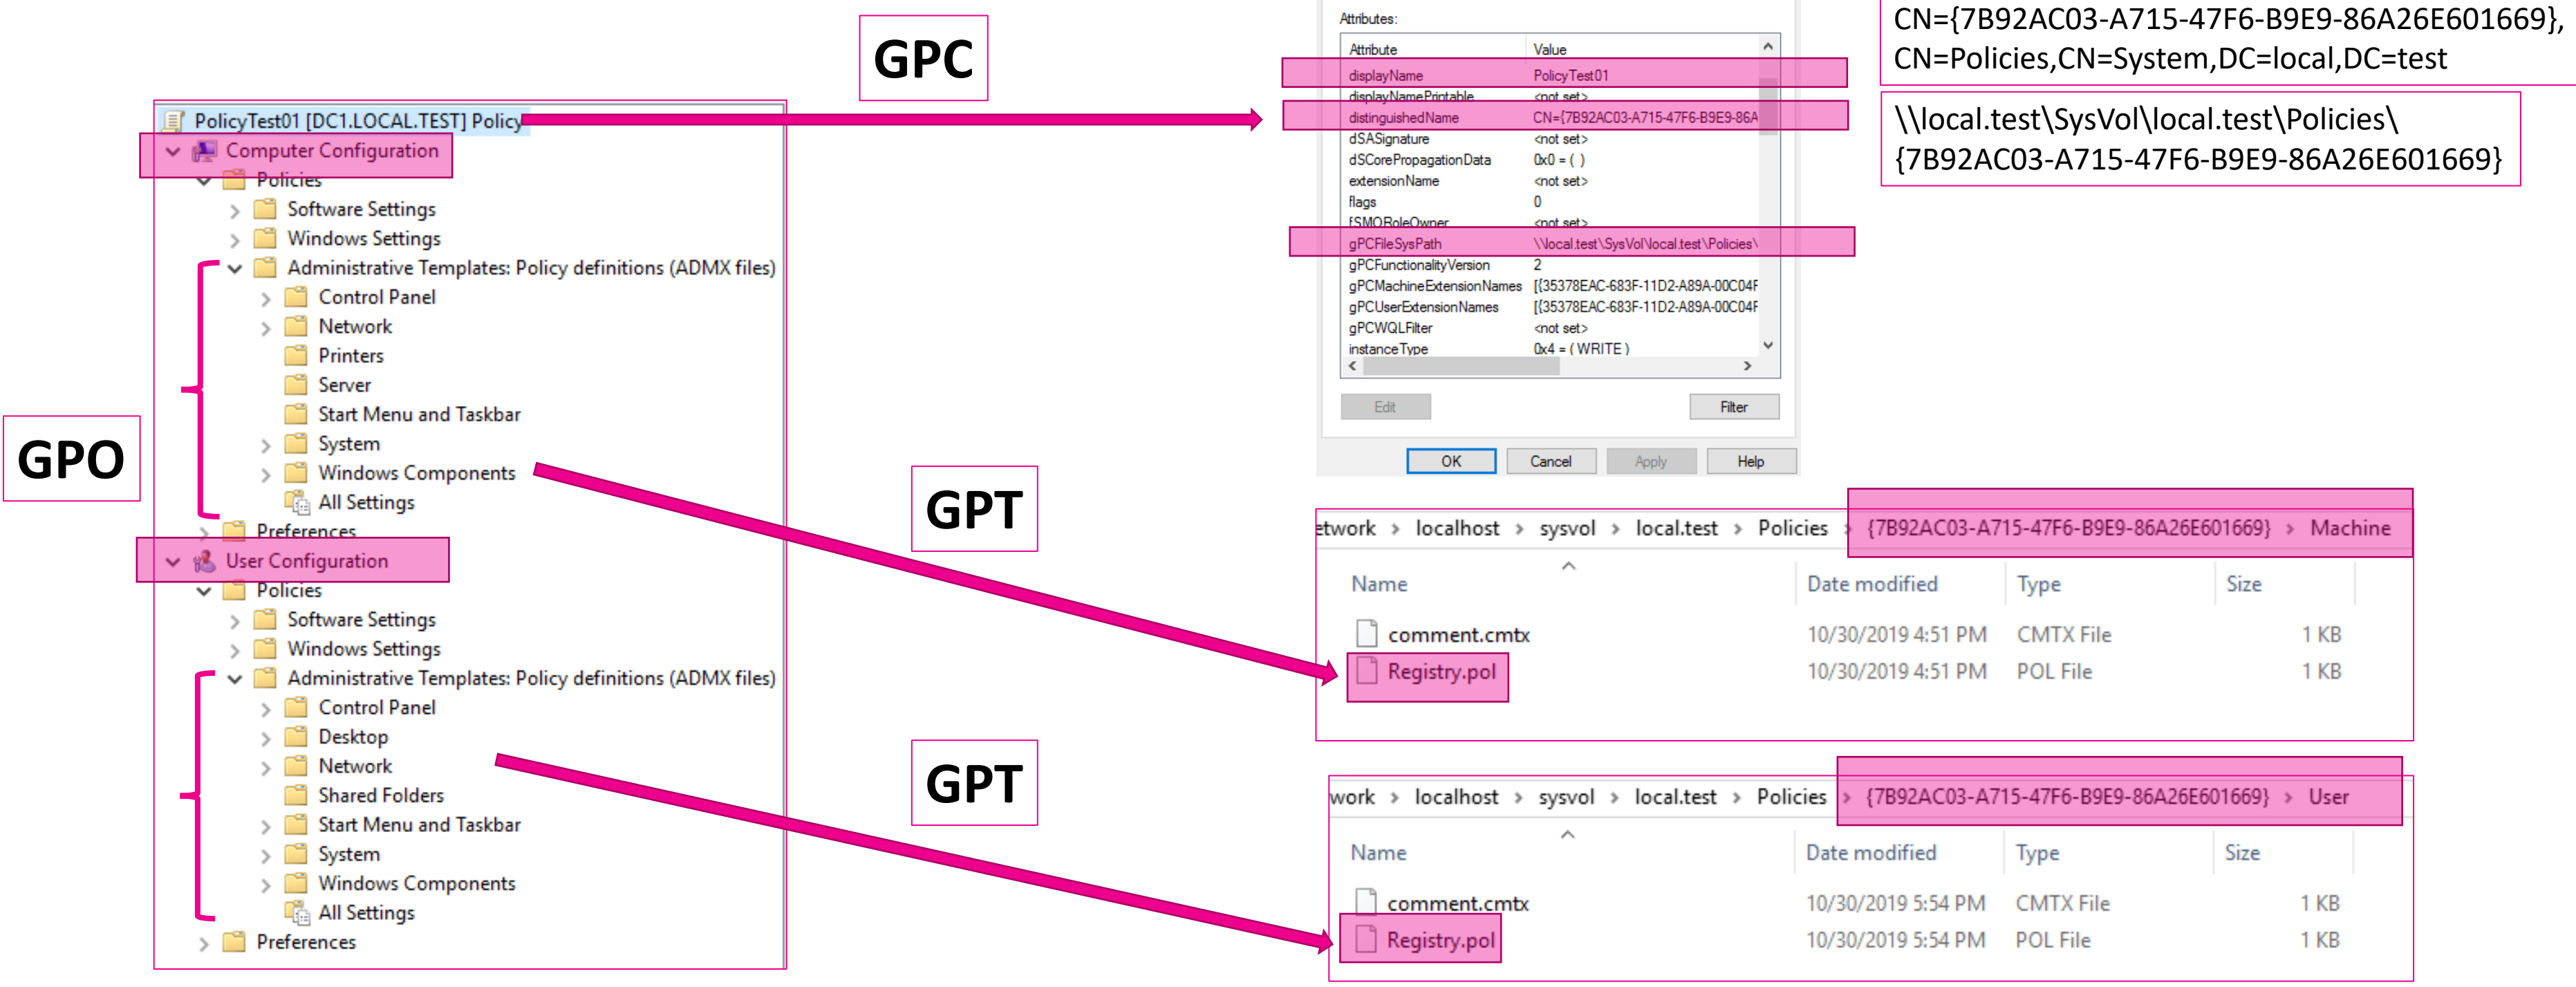 GPC
GPO
PolicyTest01 [DC1.LOCAL.TEST] Policy
Computer Configuration
Policies
Software Settings
Windows Settings
Administrative Templates: Policy definitions (ADMX files)
Control Panel
Network
Printers
Server
Start Menu and Taskbar
System
Windows Components
All Settings
Preferences
User Configuration
Policies
Software Settings
Windows Settings
Administrative Templates: Policy definitions (ADMX files)
Control Panel
Desktop
Network
Shared Folders
Start Menu and Taskbar
System
Windows Components
All Settings
Preferences
GPT
GPT
Attributes:
Attribute Value
displayName PolicyTest01
displayNamePrintable <not set>
distinguishedName CN={7B92AC03-A715-47F6-B9E9-86A
dSASignature <not set>
dSCorePropagationData 0x0 = ( )
extensionName <not set>
flags 0
fSMORoleOwner <not set>
gPCFileSysPath \\local.test\SysVol\local.test\Policies\
gPCFunctionalityVersion 2
gPCMachineExtensionNames [{35378EAC-683F-11D2-A89A-00C04F
gPCUserExtensionNames [{35378EAC-683F-11D2-A89A-00C04F
gPCWQLFilter <not set>
instanceType 0x4 = ( WRITE )
Edit Filter
OK Cancel Apply Help
CN={7B92AC03-A715-47F6-B9E9-86A26E601669},
CN=Policies,CN=System,DC=local,DC=test
\\local.test\SysVol\local.test\Policies\
{7B92AC03-A715-47F6-B9E9-86A26E601669}
etwork > localhost > sysvol > local.test > Policies > {7B92AC03-A715-47F6-B9E9-86A26E601669} > Machine
Name Date modified Type Size
comment.cmtx 10/30/2019 4:51 PM CMTX File 1 KB
Registry.pol 10/30/2019 4:51 PM POL File 1 KB
work > localhost > sysvol > local.test > Policies > {7B92AC03-A715-47F6-B9E9-86A26E601669} > User
Name Date modified Type Size
comment.cmtx 10/30/2019 5:54 PM CMTX File 1 KB
Registry.pol 10/30/2019 5:54 PM POL File 1 KB